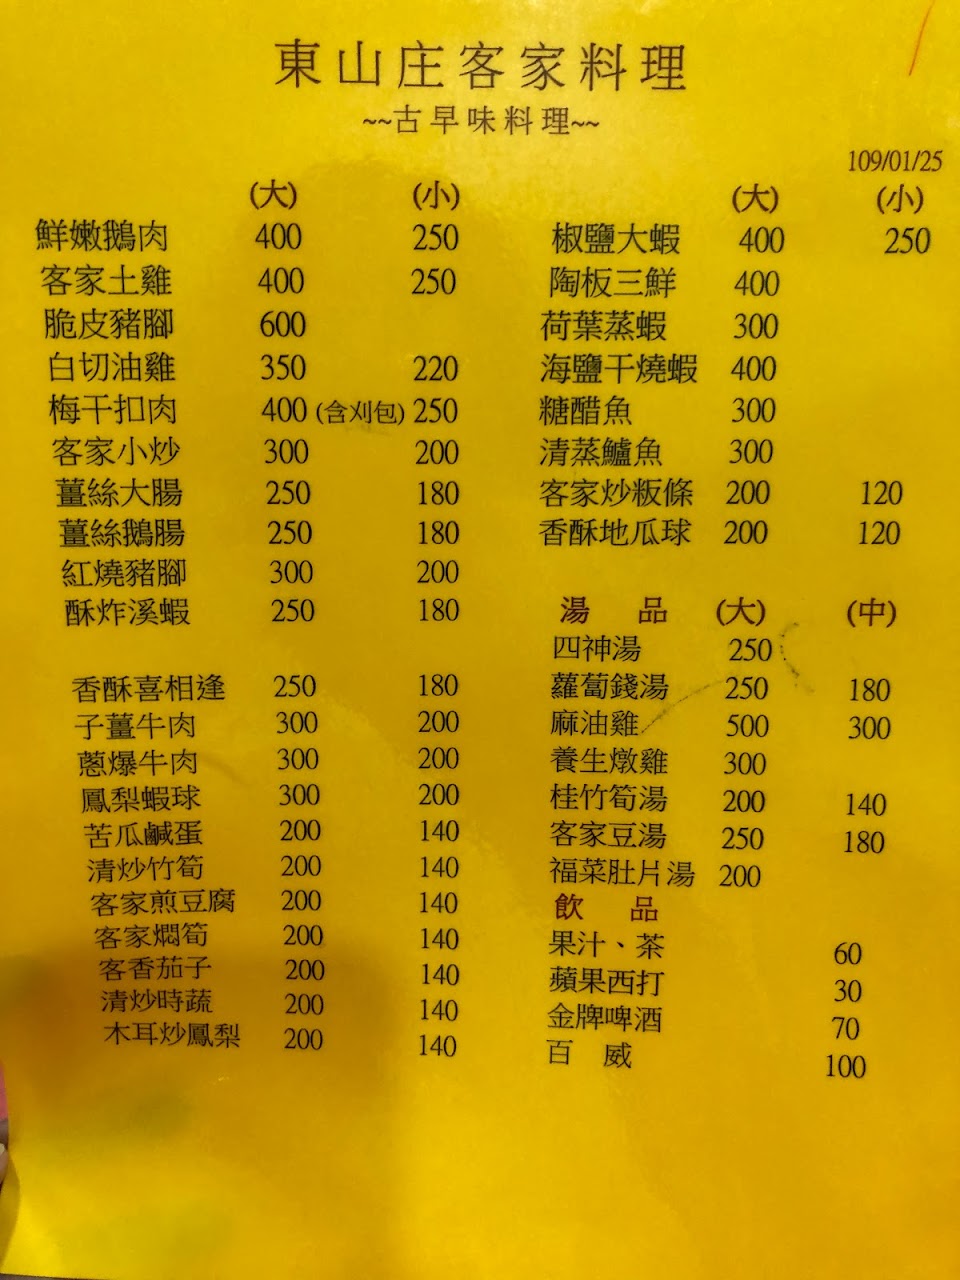 東山庄客家料理
~~古早味料理~~
109/01/25
(大) (小)
鮮嫩鵝肉 400 250
客家土雞 400 250
脆皮豬腳 600
白切油雞 350 220
梅干扣肉 400 (含刈包) 250
客家小炒 300 200
薑絲大腸 250 180
薑絲鵝腸 250 180
紅燒豬腳 300 200
酥炸溪蝦 250 180
香酥喜相逢 250 180
子薑牛肉 300 200
蔥爆牛肉 300 200
鳳梨蝦球 300 200
苦瓜鹹蛋 200 140
清炒竹筍 200 140
客家煎豆腐 200 140
客家燜筍 200 140
客香茄子 200 140
清炒時蔬 200 140
木耳炒鳳梨 200 140
(大) (小)
椒鹽大蝦 400 250
陶板三鮮 400
荷葉蒸蝦 300
海鹽干燒蝦 400
糖醋魚 300
清蒸鱸魚 300
客家炒粄條 200 120
香酥地瓜球 200 120
湯 品 (大) (中)
四神湯 250
蘿蔔錢湯 250 180
麻油雞 500 300
養生燉雞 300
桂竹筍湯 200 140
客家豆湯 250 180
福菜肚片湯 200
飲 品
果汁、茶 60
蘋果西打 30
金牌啤酒 70
百 威 100